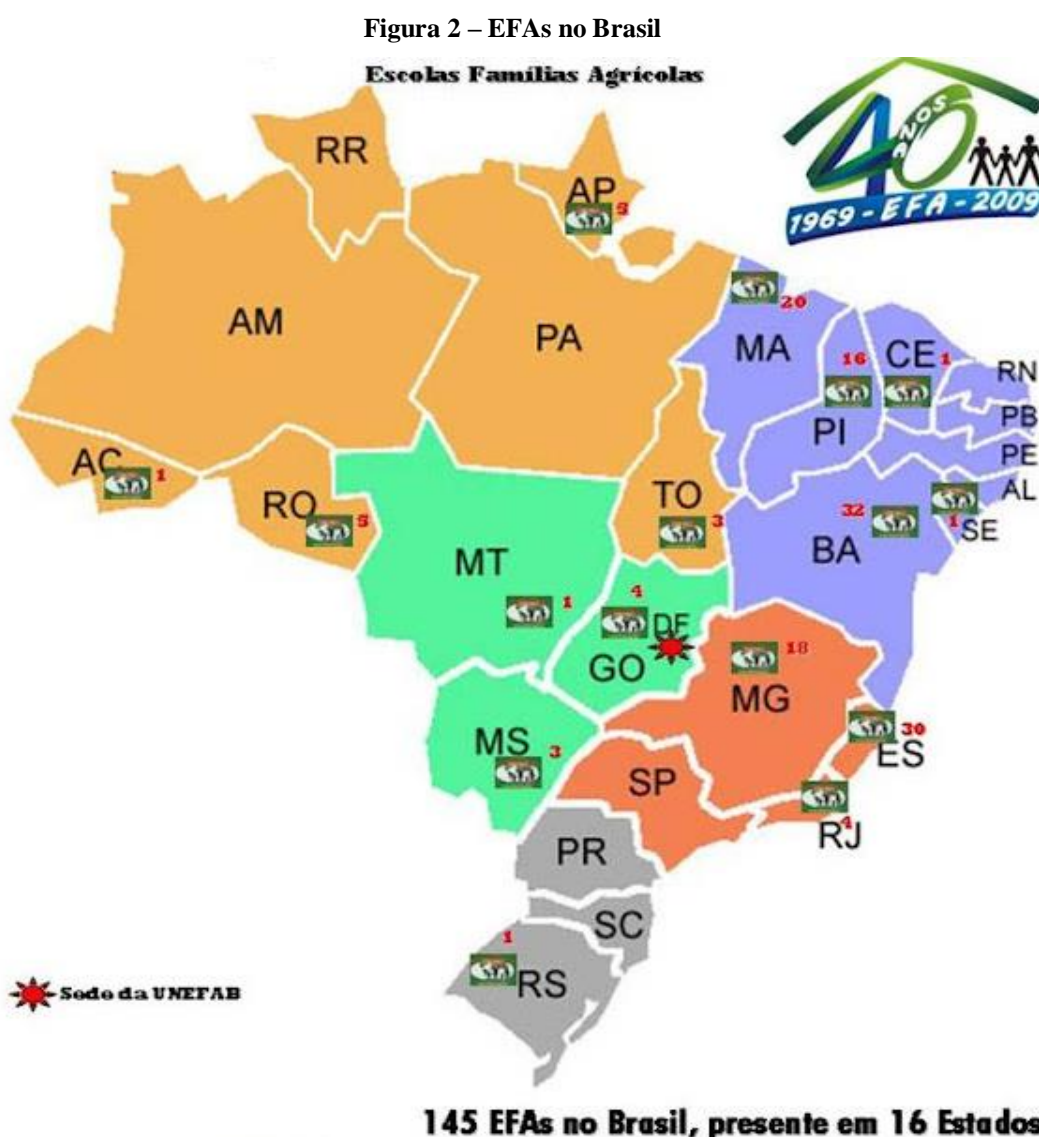 Figura 2 – EFAs no Brasil
Escolas Famílias Agrícolas
40 ANOS
1969 - EFA - 2009
RR
AP
5
AM
PA
20
MA
16
CE 1
RN
PI
PB
PE
AC
1
RO
5
TO
3
32
BA
AL
1
SE
MT
1
4
DF
GO
18
MG
30
ES
MS
3
SP
4
RJ
PR
SC
1
RS
Sede da UNEFAB
145 EFAs no Brasil, presente em 16 Estados